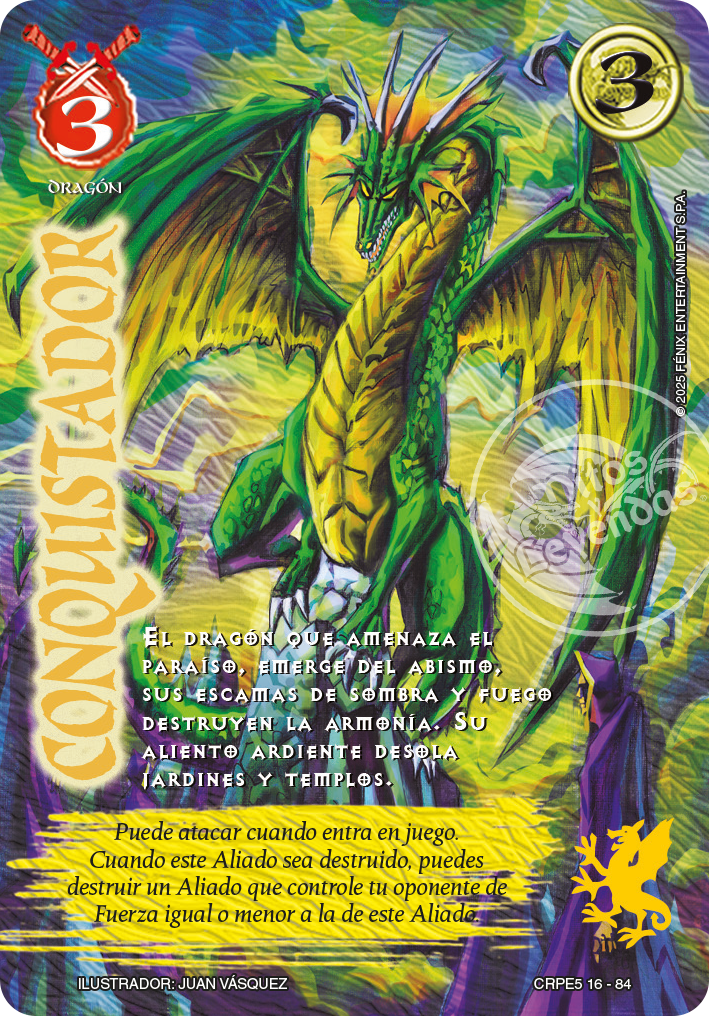 3
3
DRAGÓN
CONQUISTADOR
© 2025 FÉNIX ENTERTAINMENT S.P.A.
mitos
y
Leyendas
El dragón que amenaza el
paraíso, emerge del abismo,
sus escamas de sombra y fuego
destruyen la armonía. Su
aliento ardiente desola
jardines y templos.
Puede atacar cuando entra en juego.
Cuando este Aliado sea destruido, puedes
destruir un Aliado que controle tu oponente de
Fuerza igual o menor a la de este Aliado.
ILUSTRADOR: JUAN VÁSQUEZ
CRPE5 16 - 84